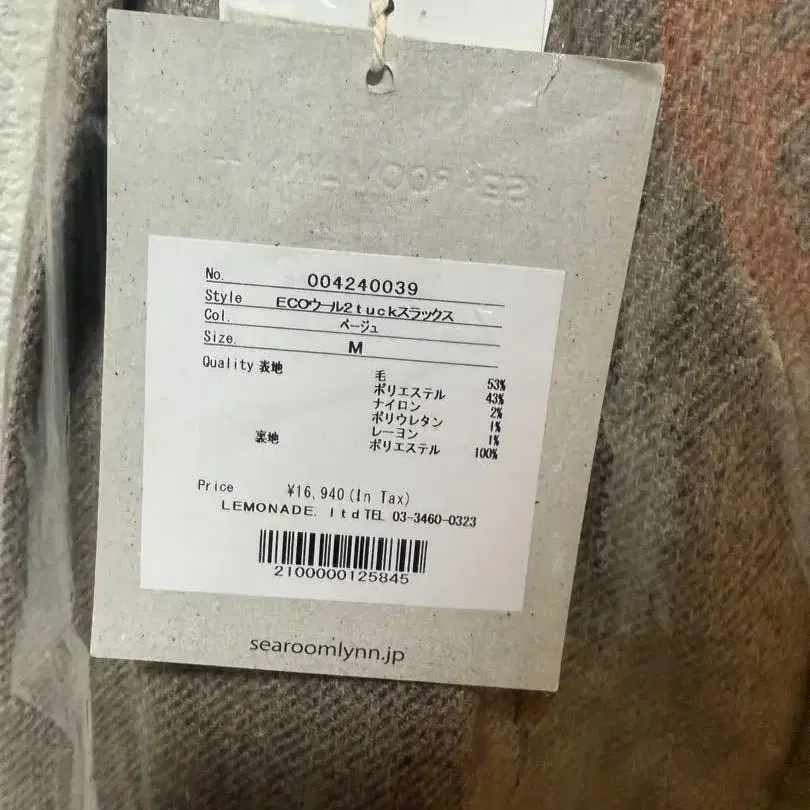 No. 004240039
Style ECOウール2tuckスラックス
Col. ベージュ
Size. M
Quality 表地 毛 53%
ポリエステル 43%
ナイロン 2%
ポリウレタン 1%
レーヨン 1%
裏地 ポリエステル 100%
Price ¥16,940(In Tax)
LEMONADE. ltd TEL 03-3460-0323
2100000125845
searoomlynn.jp